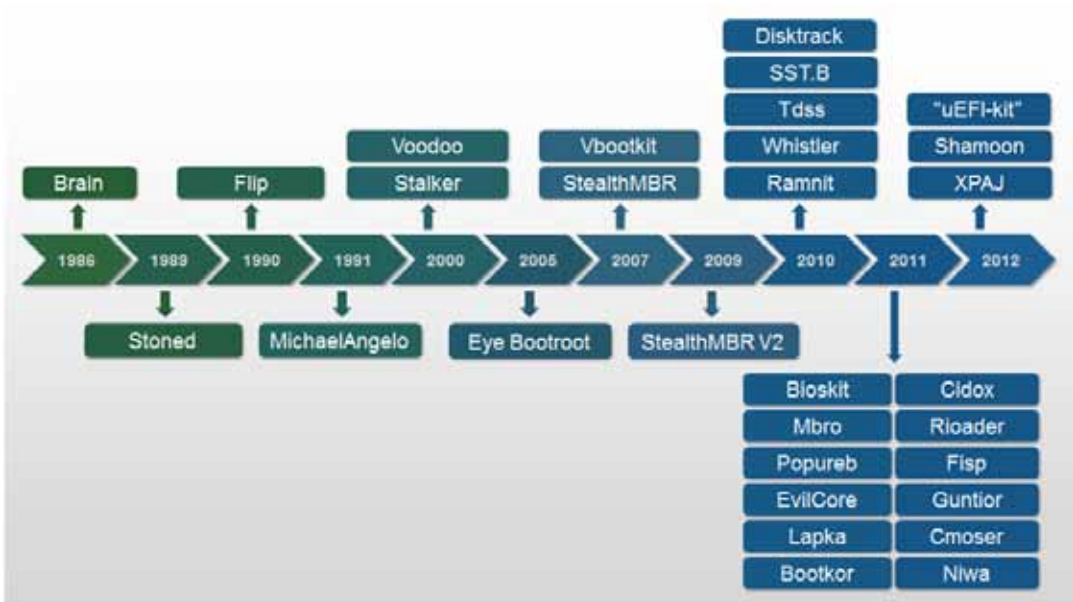 Disktrack
SST.B
Tdss
"uEFI-kit"
Voodoo
Vbootkit
Whistler
Shamoon
Brain
Flip
Stalker
StealthMBR
Ramnit
XPAJ
1986
1989
1990
1991
2000
2005
2007
2009
2010
2011
2012
Stoned
MichaelAngelo
Eye Bootroot
StealthMBR V2
Bioskit
Cidox
Mbro
Rloader
Popureb
Fisp
EvilCore
Guntior
Lapka
Cmoser
Bootkor
Niwa